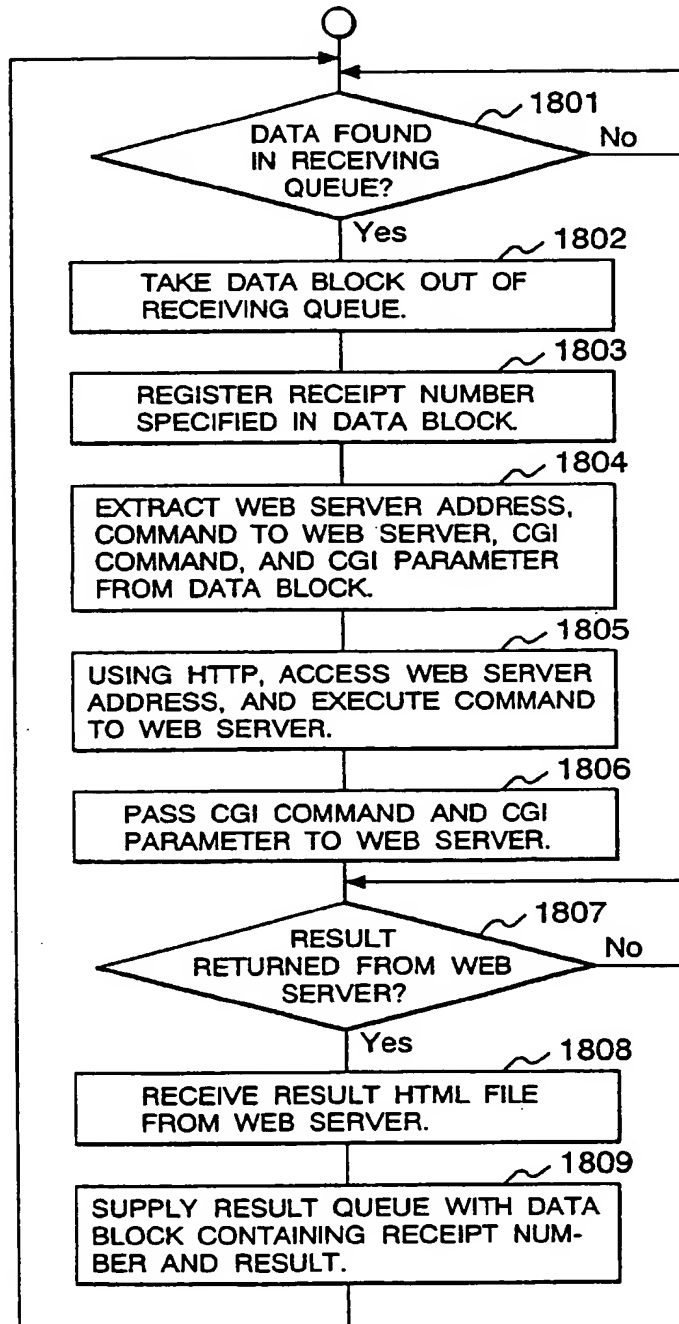 1801
DATA FOUND
IN RECEIVING
QUEUE?
No
Yes
1802
TAKE DATA BLOCK OUT OF
RECEIVING QUEUE.
1803
REGISTER RECEIPT NUMBER
SPECIFIED IN DATA BLOCK.
1804
EXTRACT WEB SERVER ADDRESS,
COMMAND TO WEB SERVER, CGI
COMMAND, AND CGI PARAMETER
FROM DATA BLOCK.
1805
USING HTTP, ACCESS WEB SERVER
ADDRESS, AND EXECUTE COMMAND
TO WEB SERVER.
1806
PASS CGI COMMAND AND CGI
PARAMETER TO WEB SERVER.
1807
RESULT
RETURNED FROM WEB
SERVER?
No
Yes
1808
RECEIVE RESULT HTML FILE
FROM WEB SERVER.
1809
SUPPLY RESULT QUEUE WITH DATA
BLOCK CONTAINING RECEIPT NUM-
BER AND RESULT.